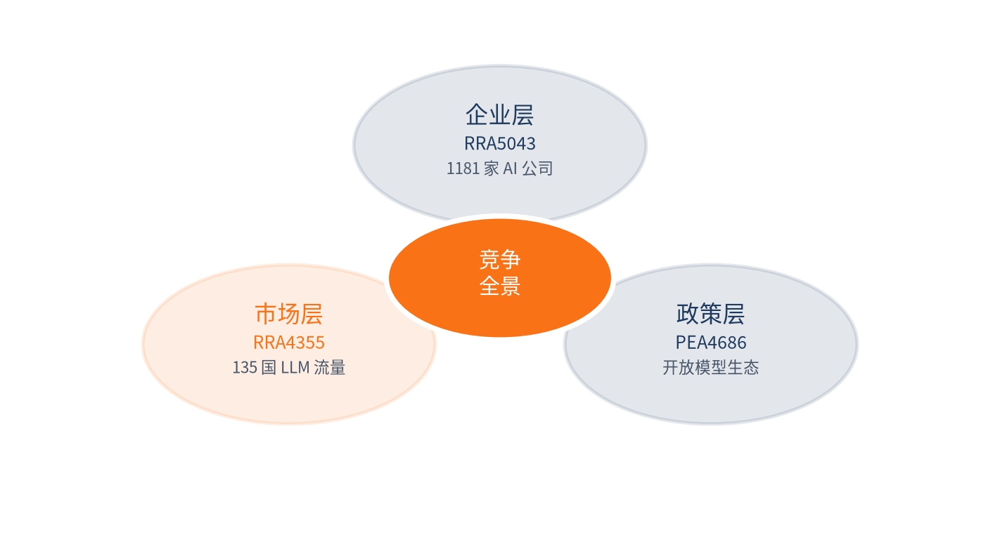 企业层
RRA5043
1181 家 AI 公司
竞争
全景
市场层
RRA4355
135 国 LLM 流量
政策层
PEA4686
开放模型生态